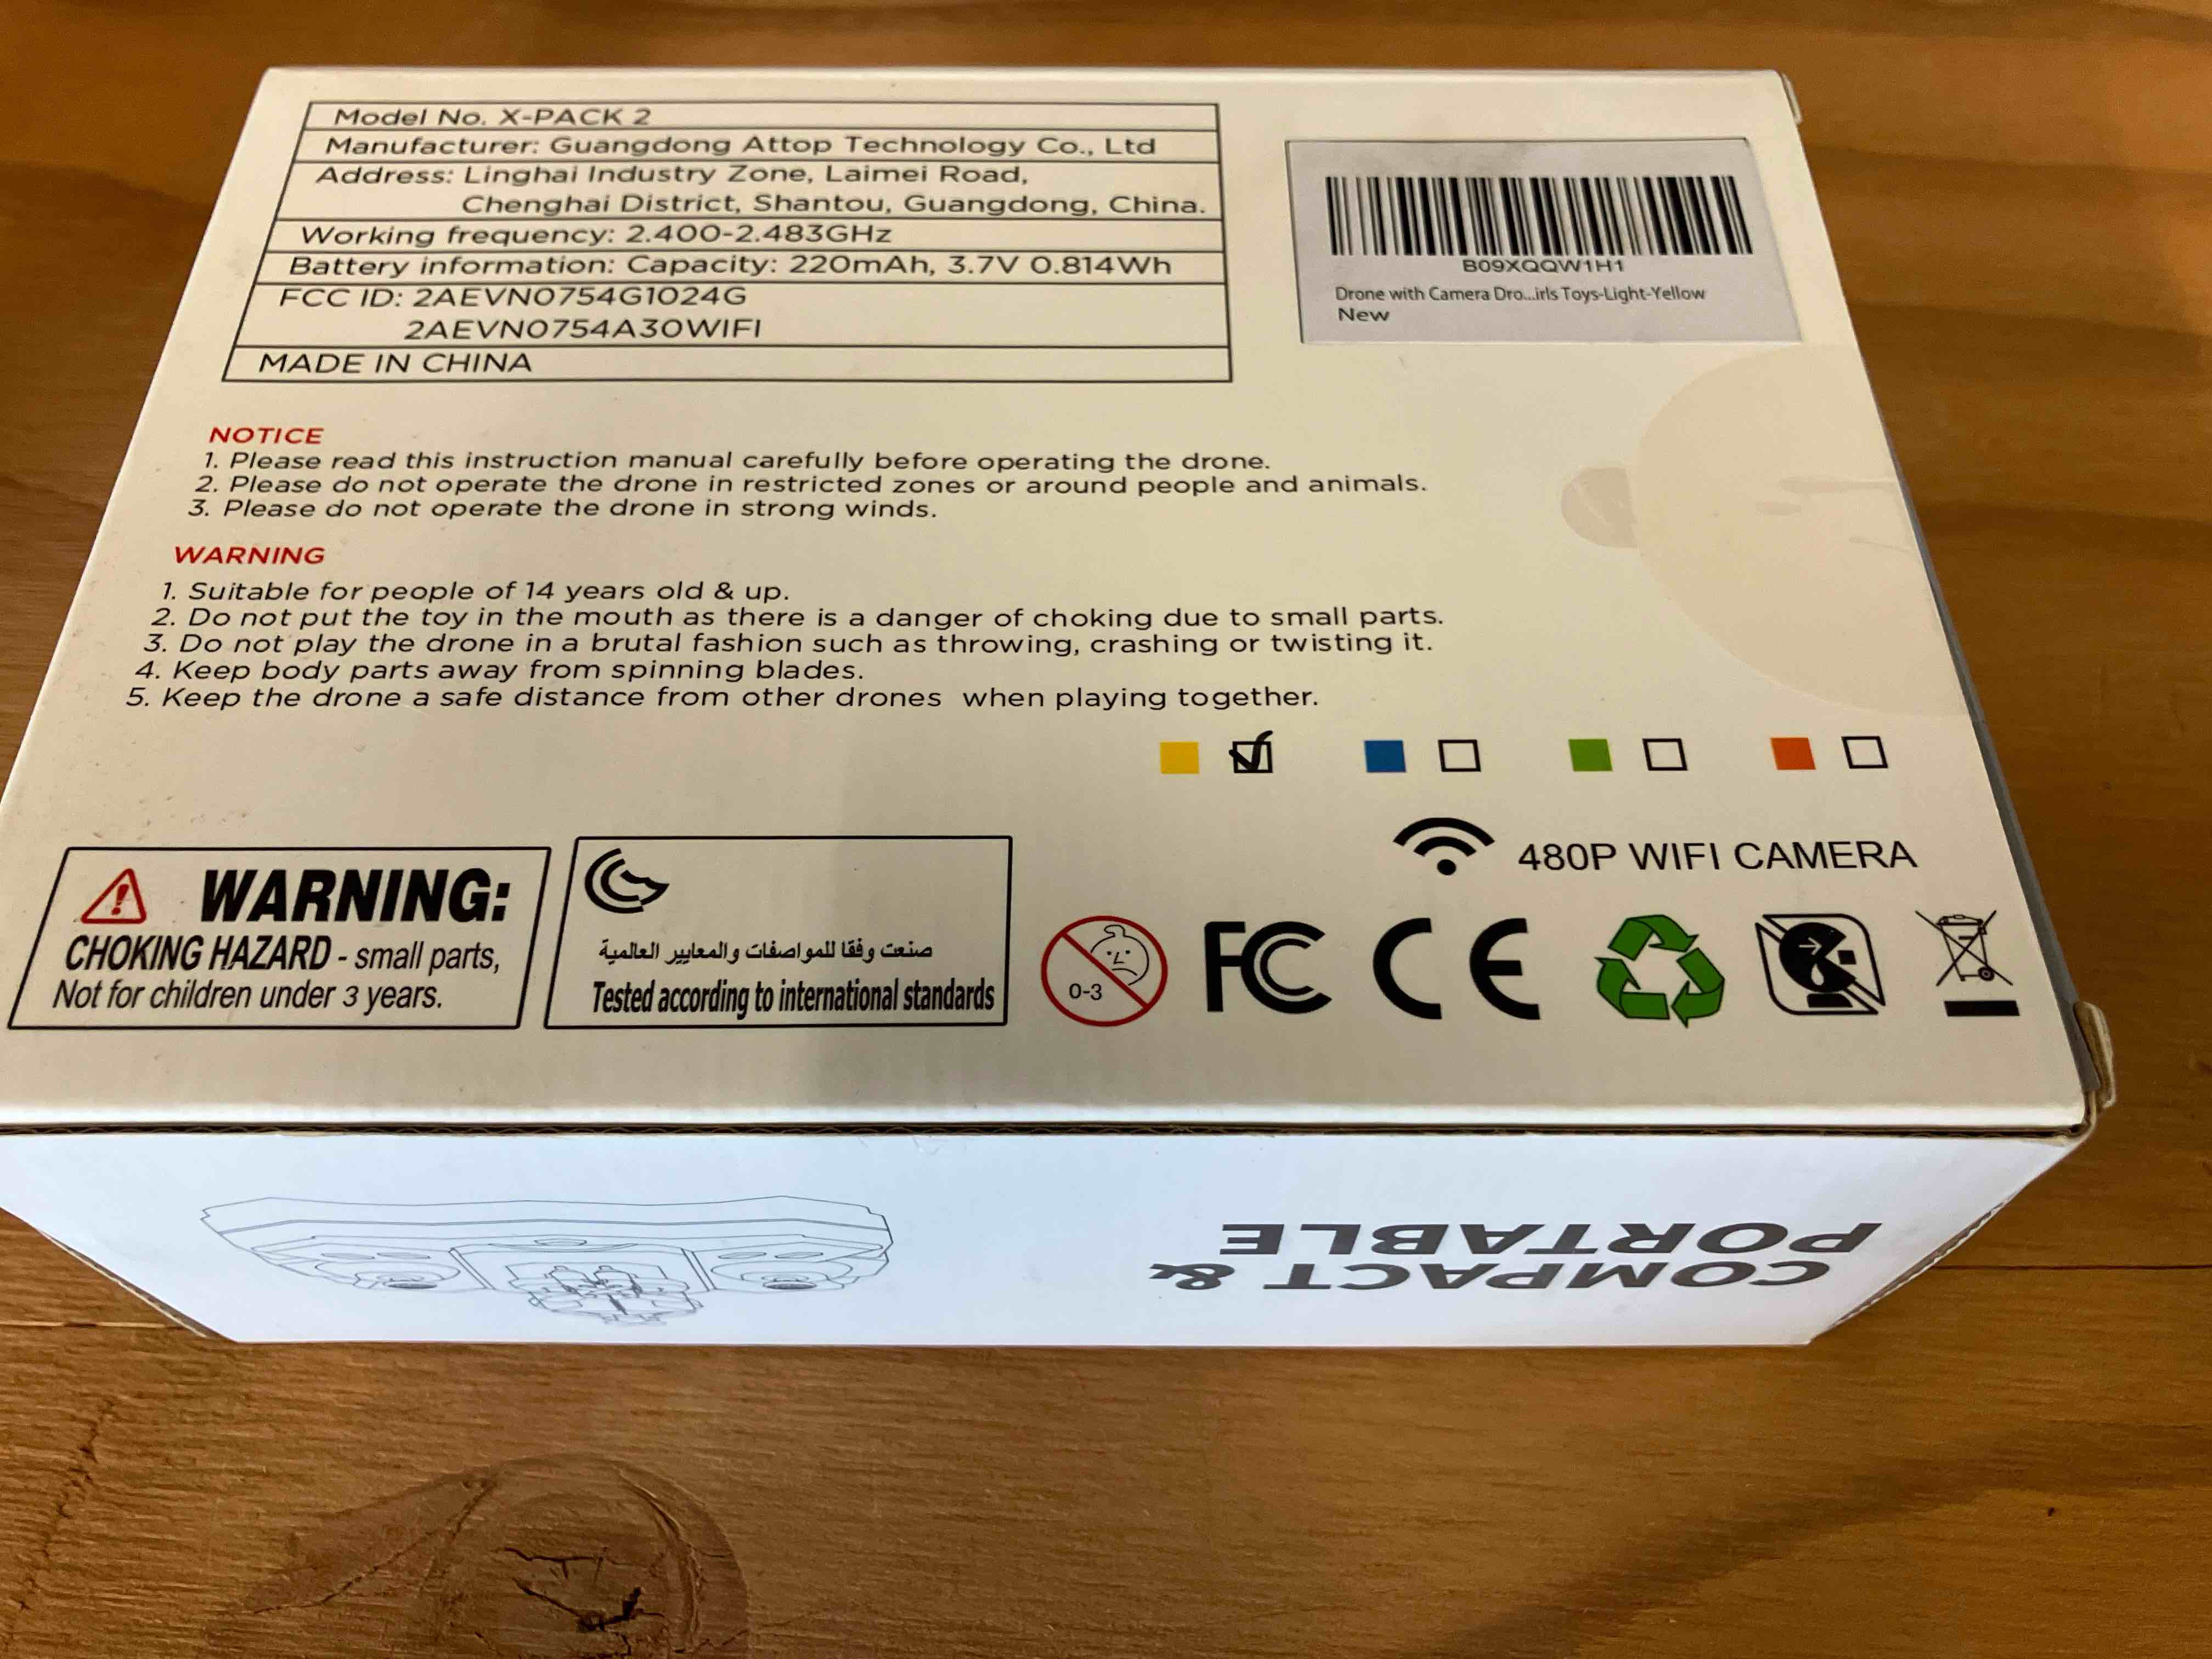 Model No. X-PACK 2
Manufacturer: Guangdong Attop Technology Co., Ltd
Address: Linghai Industry Zone, Laimei Road,
Chenghai District, Shantou, Guangdong, China.
Working frequency: 2.400-2.483GHz
Battery information: Capacity: 220mAh, 3.7V 0.814Wh
FCC ID: 2AEVN0754G1024G
2AEVN0754A30WIFI
MADE IN CHINA
B09XQQW1H1
Drone with Camera Dro...irls Toys-Light-Yellow
New
NOTICE
1. Please read this instruction manual carefully before operating the drone.
2. Please do not operate the drone in restricted zones or around people and animals.
3. Please do not operate the drone in strong winds.
WARNING
1. Suitable for people of 14 years old & up.
2. Do not put the toy in the mouth as there is a danger of choking due to small parts.
3. Do not play the drone in a brutal fashion such as throwing, crashing or twisting it.
4. Keep body parts away from spinning blades.
5. Keep the drone a safe distance from other drones when playing together.
480P WIFI CAMERA
WARNING:
CHOKING HAZARD - small parts,
Not for children under 3 years.
صنعت وفقا للمواصفات والمعايير العالمية
Tested according to international standards
0-3
FC CE
COMPACT &
PORTABLE